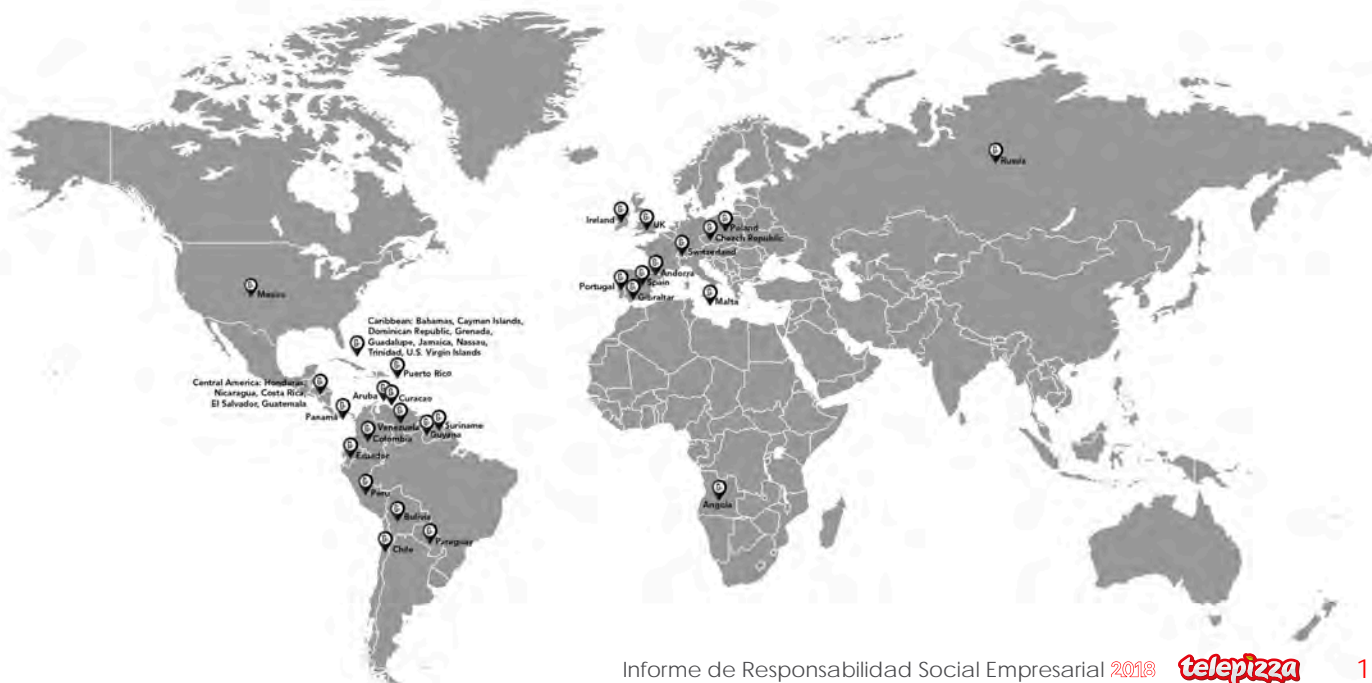 Russia
Ireland
UK
Poland
Chzech Republic
Switzerland
Andorra
Spain
Portugal
Gibraltar
Malta
Mexico
Caribbean: Bahamas, Cayman Islands,
Dominican Republic, Grenada,
Guadalupe, Jamaica, Nassau,
Trinidad, U.S. Virgin Islands
Puerto Rico
Central America: Honduras,
Nicaragua, Costa Rica,
El Salvador, Guatemala
Aruba
Curacao
Panamá
Venezuela
Suriname
Guyana
Colombia
Ecuador
Peru
Angola
Bolivia
Paraguay
Chile
Informe de Responsabilidad Social Empresarial 2018 telepizza 1